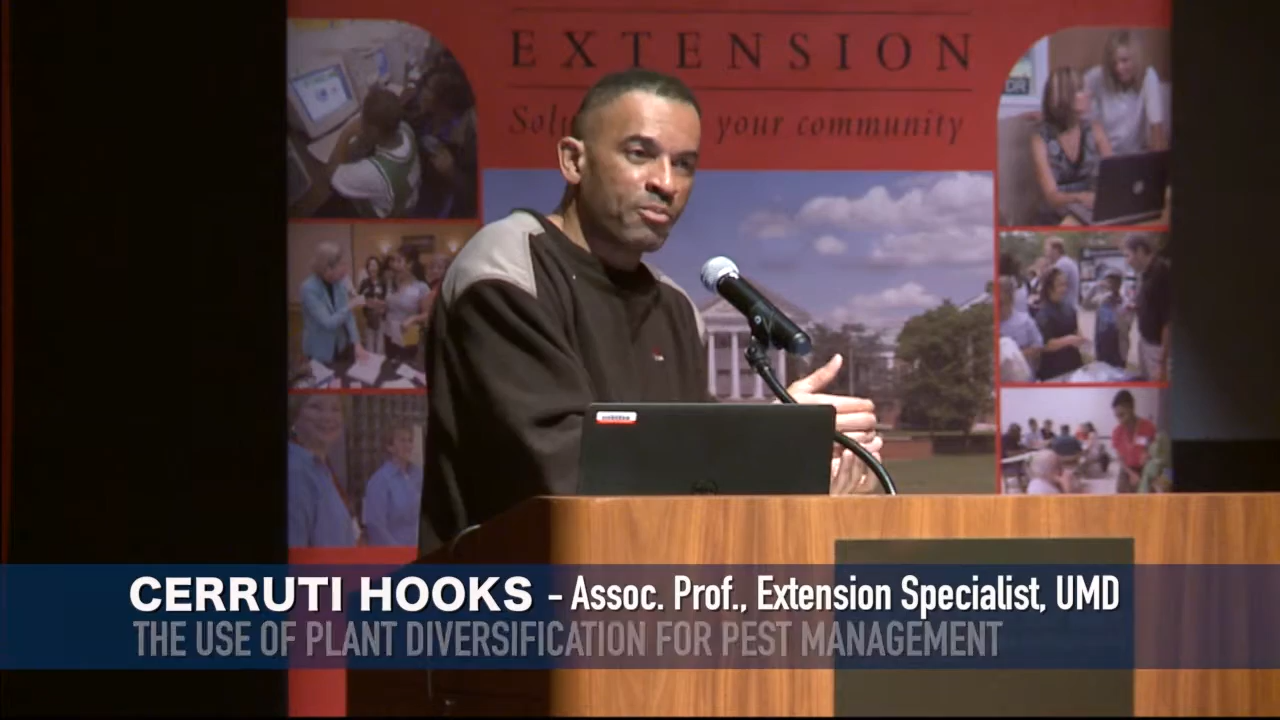 EXTENSION
your community
CERRUTI HOOKS – Assoc. Prof., Extension Specialist, UMD
THE USE OF PLANT DIVERSIFICATION FOR PEST MANAGEMENT